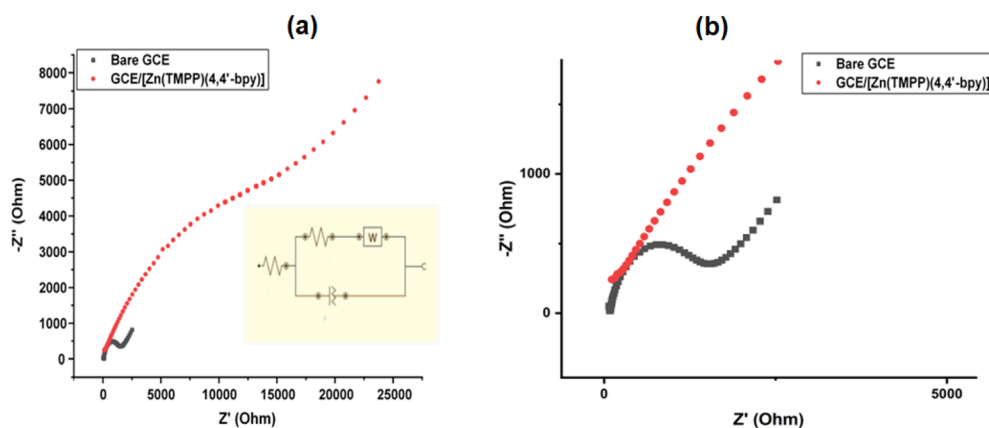 (a)
Bare GCE
GCE/[Zn(TMPP)(4,4'-bpy)]
8000
7000
6000
5000
4000
3000
2000
1000
0
-Z'' (Ohm)
W
0
5000
10000
15000
20000
25000
Z' (Ohm)
(b)
Bare GCE
GCE/[Zn(TMPP)(4,4'-bpy)]
1000
0
-Z'' (Ohm)
0
5000
Z' (Ohm)